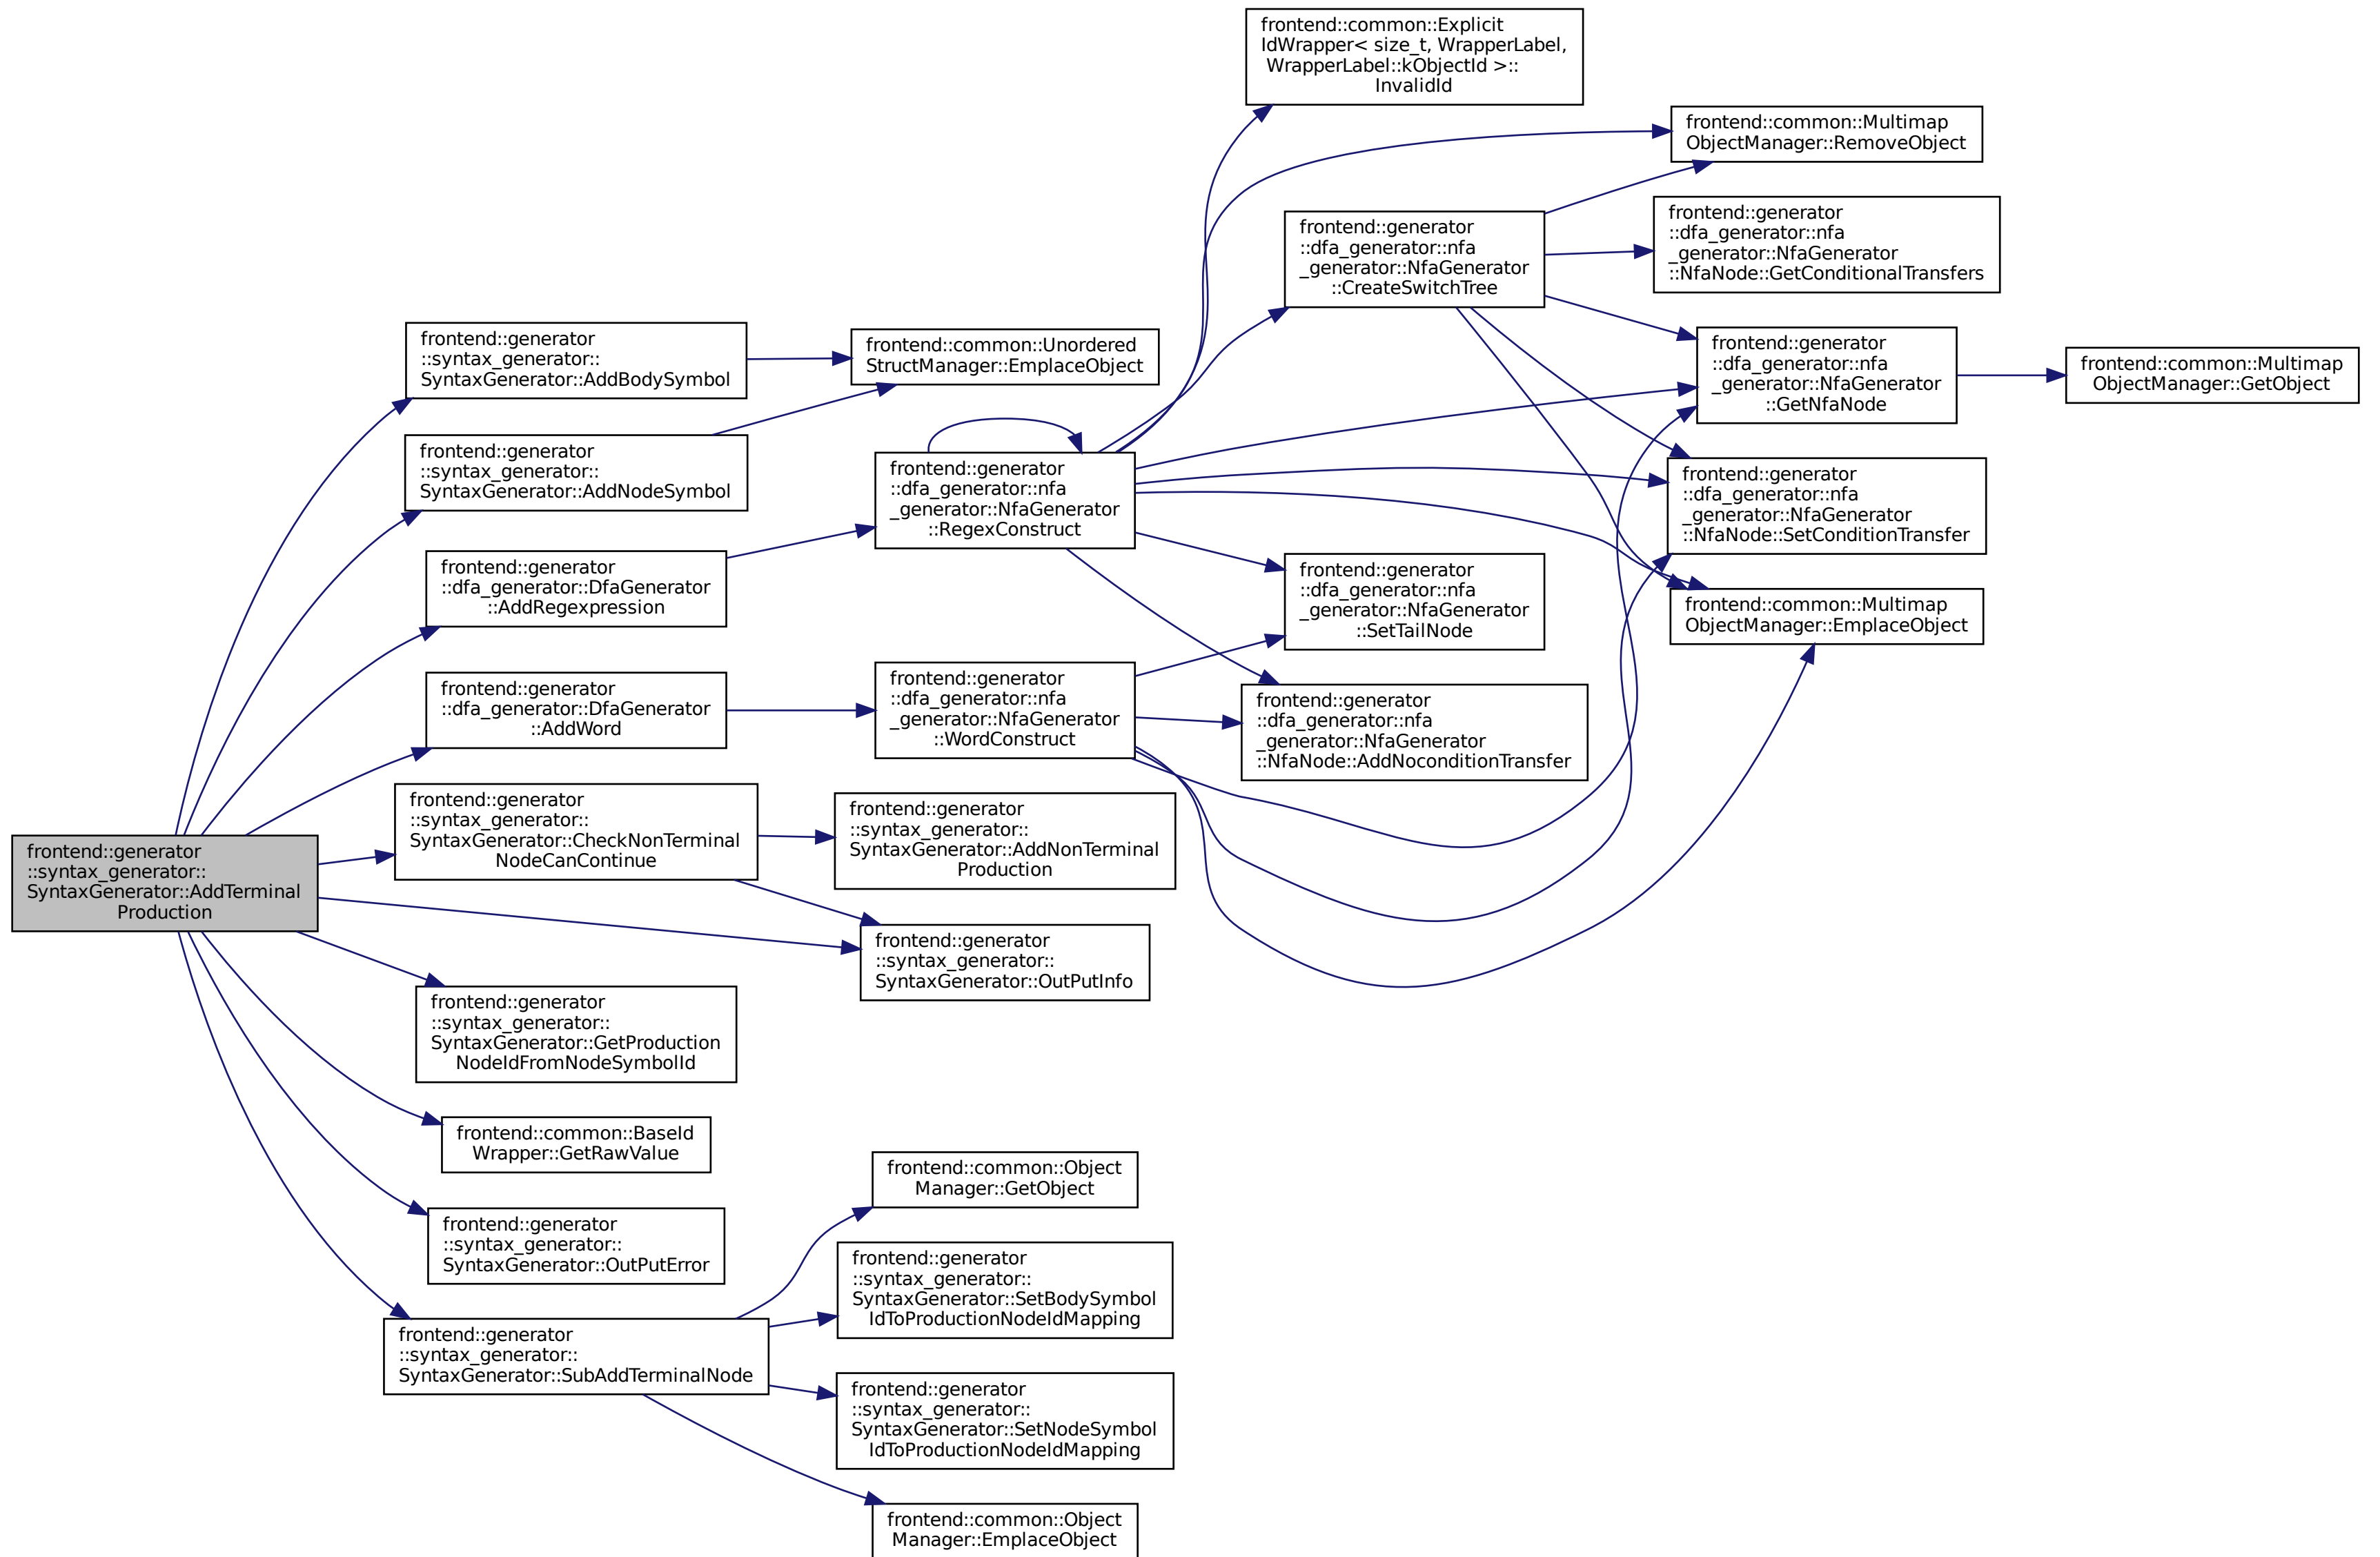 frontend::generator
::syntax_generator::
SyntaxGenerator::AddTerminal
Production
frontend::generator
::syntax_generator::
SyntaxGenerator::AddBodySymbol
frontend::generator
::syntax_generator::
SyntaxGenerator::AddNodeSymbol
frontend::generator
::dfa_generator::DfaGenerator
::AddRegexpression
frontend::generator
::dfa_generator::DfaGenerator
::AddWord
frontend::generator
::syntax_generator::
SyntaxGenerator::CheckNonTerminal
NodeCanContinue
frontend::generator
::syntax_generator::
SyntaxGenerator::GetProduction
NodeIdFromNodeSymbolId
frontend::common::BaseId
Wrapper::GetRawValue
frontend::generator
::syntax_generator::
SyntaxGenerator::OutPutError
frontend::generator
::syntax_generator::
SyntaxGenerator::SubAddTerminalNode
frontend::common::Unordered
StructManager::EmplaceObject
frontend::generator
::dfa_generator::nfa
_generator::NfaGenerator
::RegexConstruct
frontend::generator
::dfa_generator::nfa
_generator::NfaGenerator
::WordConstruct
frontend::generator
::syntax_generator::
SyntaxGenerator::AddNonTerminal
Production
frontend::generator
::syntax_generator::
SyntaxGenerator::OutPutInfo
frontend::common::Object
Manager::GetObject
frontend::generator
::syntax_generator::
SyntaxGenerator::SetBodySymbol
IdToProductionNodeIdMapping
frontend::generator
::syntax_generator::
SyntaxGenerator::SetNodeSymbol
IdToProductionNodeIdMapping
frontend::common::Object
Manager::EmplaceObject
frontend::common::Explicit
IdWrapper< size_t, WrapperLabel,
WrapperLabel::kObjectId >::
InvalidId
frontend::generator
::dfa_generator::nfa
_generator::NfaGenerator
::CreateSwitchTree
frontend::generator
::dfa_generator::nfa
_generator::NfaGenerator
::SetTailNode
frontend::generator
::dfa_generator::nfa
_generator::NfaGenerator
::NfaNode::AddNoconditionTransfer
frontend::common::Multimap
ObjectManager::RemoveObject
frontend::generator
::dfa_generator::nfa
_generator::NfaGenerator
::NfaNode::GetConditionalTransfers
frontend::generator
::dfa_generator::nfa
_generator::NfaGenerator
::GetNfaNode
frontend::generator
::dfa_generator::nfa
_generator::NfaGenerator
::NfaNode::SetConditionTransfer
frontend::common::Multimap
ObjectManager::EmplaceObject
frontend::common::Multimap
ObjectManager::GetObject